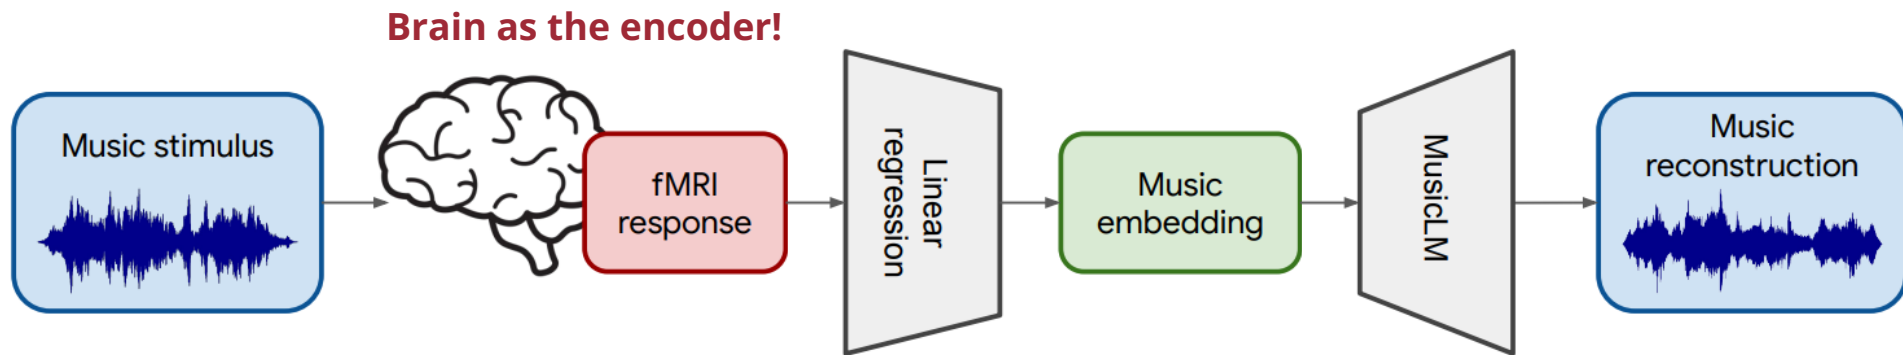 Brain as the encoder!
Music stimulus
fMRI
response
Linear
regression
Music
embedding
MusicLM
Music
reconstruction